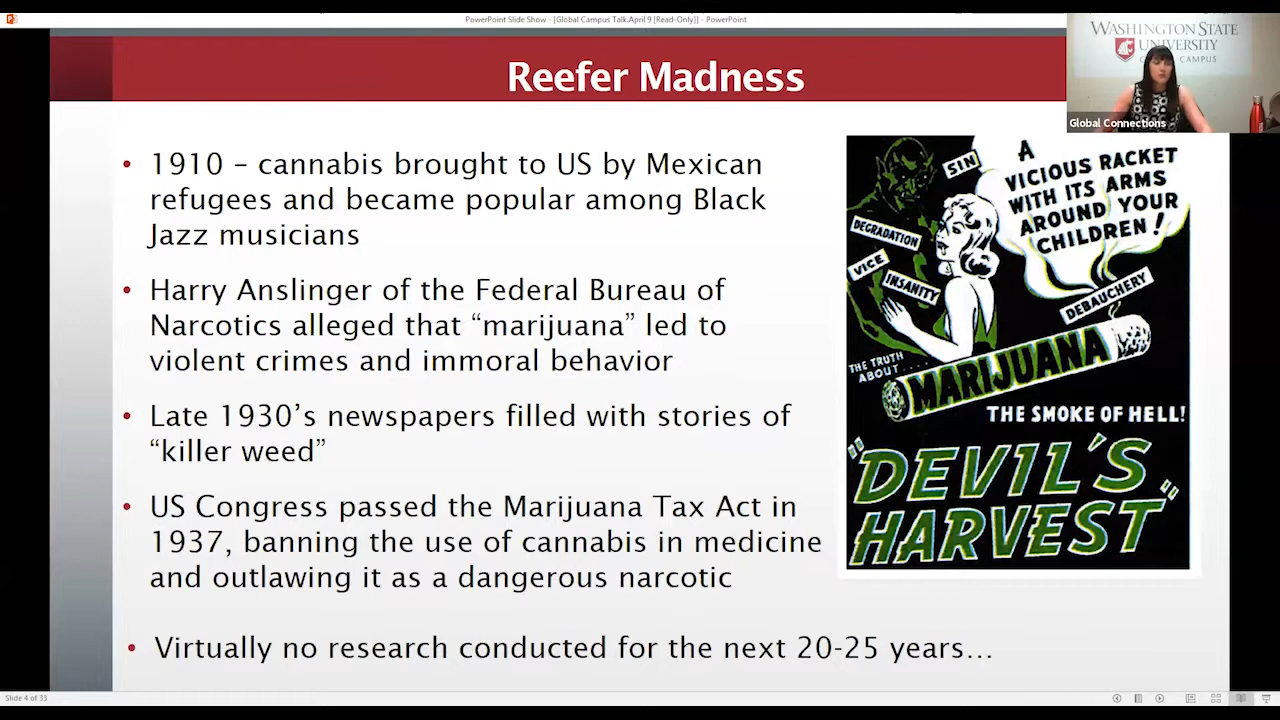 PowerPoint Slide Show - [Global Campus Talk.April 9 [Read-Only]] - PowerPoint
Reefer Madness
WASHINGTON STATE
UNIVERSITY
CAMPUS
Global Connections
• 1910 – cannabis brought to US by Mexican
refugees and became popular among Black
Jazz musicians
• Harry Anslinger of the Federal Bureau of
Narcotics alleged that “marijuana” led to
violent crimes and immoral behavior
• Late 1930’s newspapers filled with stories of
“killer weed”
• US Congress passed the Marijuana Tax Act in
1937, banning the use of cannabis in medicine
and outlawing it as a dangerous narcotic
• Virtually no research conducted for the next 20-25 years…
SIN
A
VICIOUS RACKET
WITH ITS ARMS
AROUND YOUR
CHILDREN!
DEGRADATION
VICE
INSANITY
DEBAUCHERY
THE TRUTH
ABOUT....
MARIJUANA
THE SMOKE OF HELL!
"DEVIL'S
HARVEST"
Slide 4 of 33